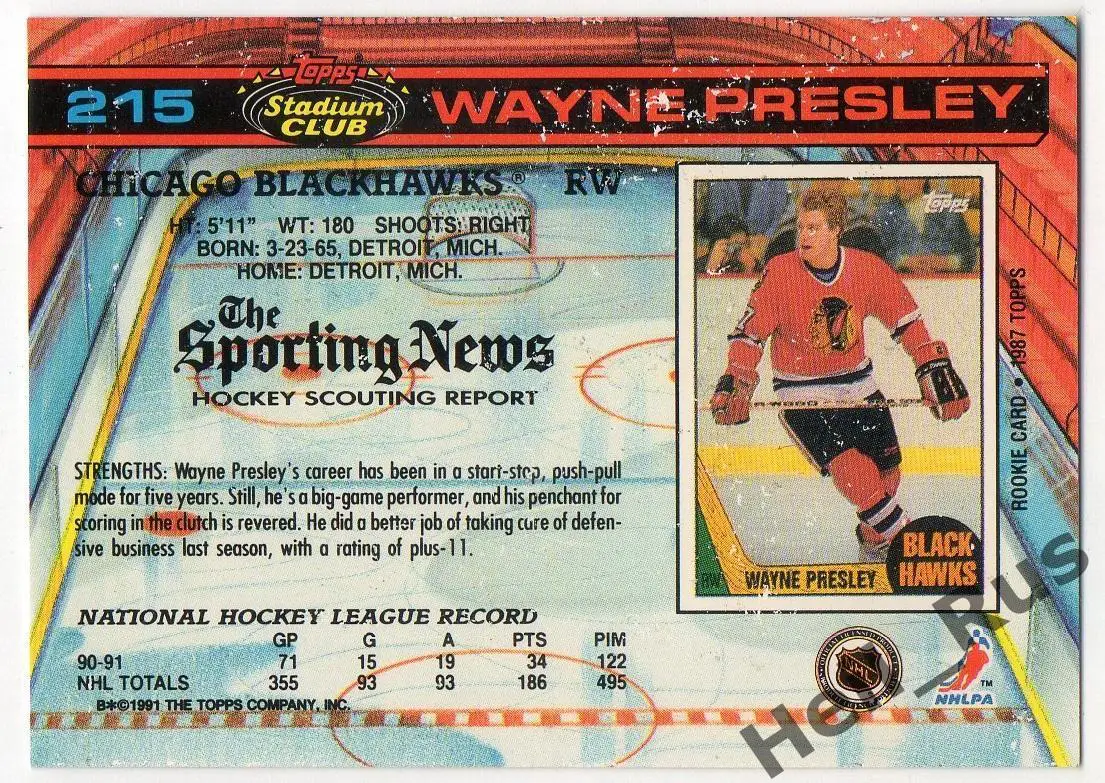 215
Topps
Stadium
CLUB
WAYNE PRESLEY
CHICAGO BLACKHAWKS® RW
HT: 5'11" WT: 180 SHOOTS: RIGHT
BORN: 3-23-65, DETROIT, MICH.
HOME: DETROIT, MICH.
The
Sporting News
HOCKEY SCOUTING REPORT
STRENGTHS: Wayne Presley's career has been in a start-stop, push-pull
mode for five years. Still, he's a big-game performer, and his penchant for
scoring in the clutch is revered. He did a better job of taking care of defen-
sive business last season, with a rating of plus-11.
NATIONAL HOCKEY LEAGUE RECORD
GP G A PTS PIM
90-91 71 15 19 34 122
NHL TOTALS 355 93 93 186 495
B*©1991 THE TOPPS COMPANY, INC.
Topps
RW WAYNE PRESLEY
BLACK
HAWKS
ROOKIE CARD • 1987 TOPPS
NHL
NHLPA
TM
Hell_Rus